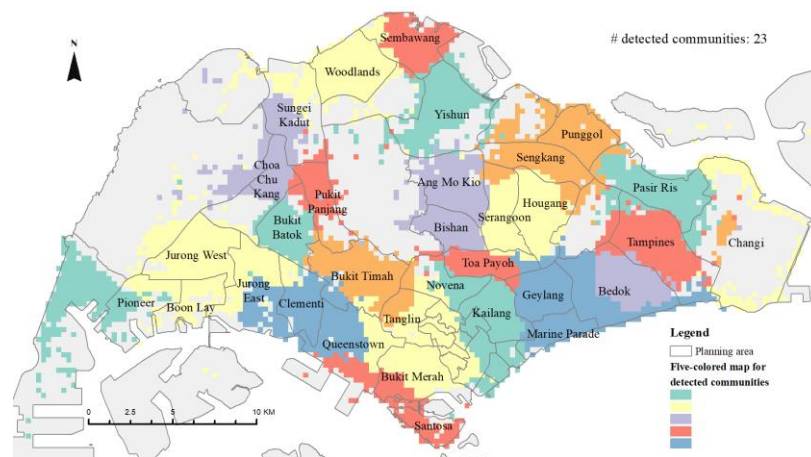 Sembawang
# detected communities: 23
N
Woodlands
Sungei
Kadut
Yishun
Punggol
Sengkang
Choa
Chu
Kang
Pukit
Panjang
Ang Mo Kio
Hougang
Serangoon
Pasir Ris
Bukit
Batok
Bishan
Tampines
Changi
Jurong West
Bukit Timah
Toa Payoh
Novena
Jurong
East
Pioneer
Boon Lay
Clementi
Tanglin
Kailang
Geylang
Bedok
Queenstown
Marine Parade
Bukit Merah
Santosa
Legend
Planning area
Five-colored map for
detected communities
0 2.5 5 10 KM